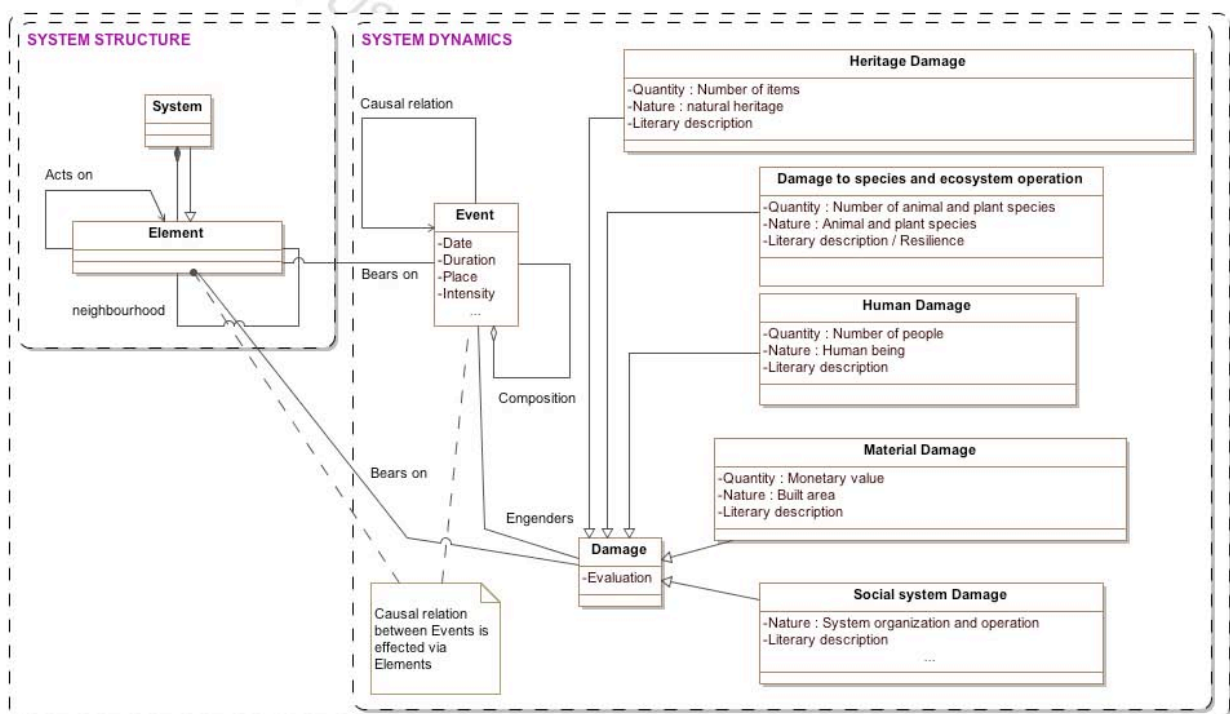 SYSTEM STRUCTURE
System
Acts on
Element
neighbourhood
SYSTEM DYNAMICS
Causal relation
Event
-Date
-Duration
-Place
-Intensity
...
Bears on
Composition
Bears on
Engenders
Causal relation
between Events is
effected via
Elements
Heritage Damage
-Quantity : Number of items
-Nature : natural heritage
-Literary description
Damage to species and ecosystem operation
-Quantity : Number of animal and plant species
-Nature : Animal and plant species
-Literary description / Resilience
Human Damage
-Quantity : Number of people
-Nature : Human being
-Literary description
Material Damage
-Quantity : Monetary value
-Nature : Built area
-Literary description
Damage
-Evaluation
Social system Damage
-Nature : System organization and operation
-Literary description
...